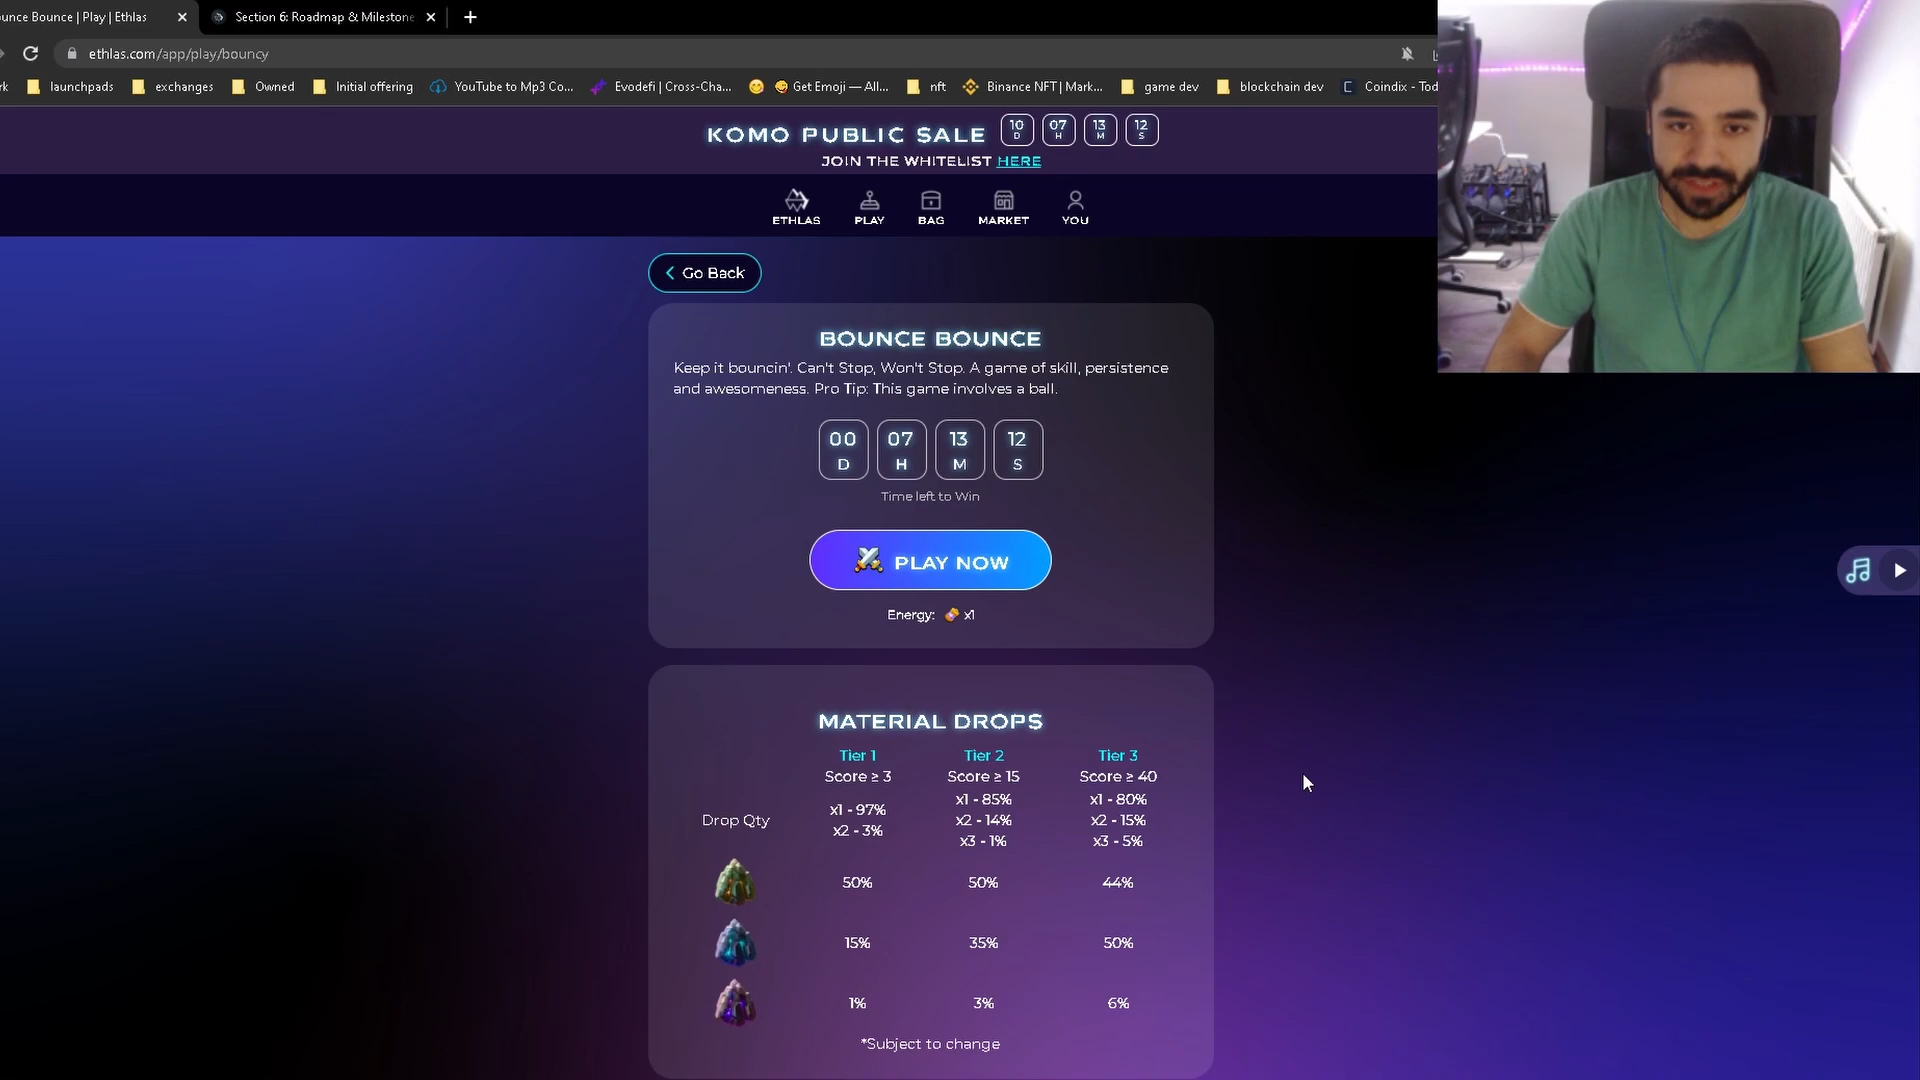 unce Bounce | Play | Ethlas
Section 6: Roadmap & Milestone
ethlas.com/app/play/bouncy
rk
launchpads
exchanges
Owned
Initial offering
YouTube to Mp3 Co...
Evodefi | Cross-Cha...
Get Emoji — All...
nft
Binance NFT | Mark...
game dev
blockchain dev
Coindix - Tod
KOMO PUBLIC SALE
10 07 13 12
D H M S
JOIN THE WHITELIST HERE
ETHLAS PLAY BAG MARKET YOU
Go Back
BOUNCE BOUNCE
Keep it bouncin'. Can't Stop, Won't Stop. A game of skill, persistence
and awesomeness. Pro Tip: This game involves a ball.
00 07 13 12
D H M S
Time left to Win
PLAY NOW
Energy: x1
MATERIAL DROPS
Tier 1 Tier 2 Tier 3
Score ≥ 3 Score ≥ 15 Score ≥ 40
Drop Qty
x1 - 97%
x2 - 3%
x1 - 85%
x2 - 14%
x3 - 1%
x1 - 80%
x2 - 15%
x3 - 5%
50% 50% 44%
15% 35% 50%
1% 3% 6%
*Subject to change